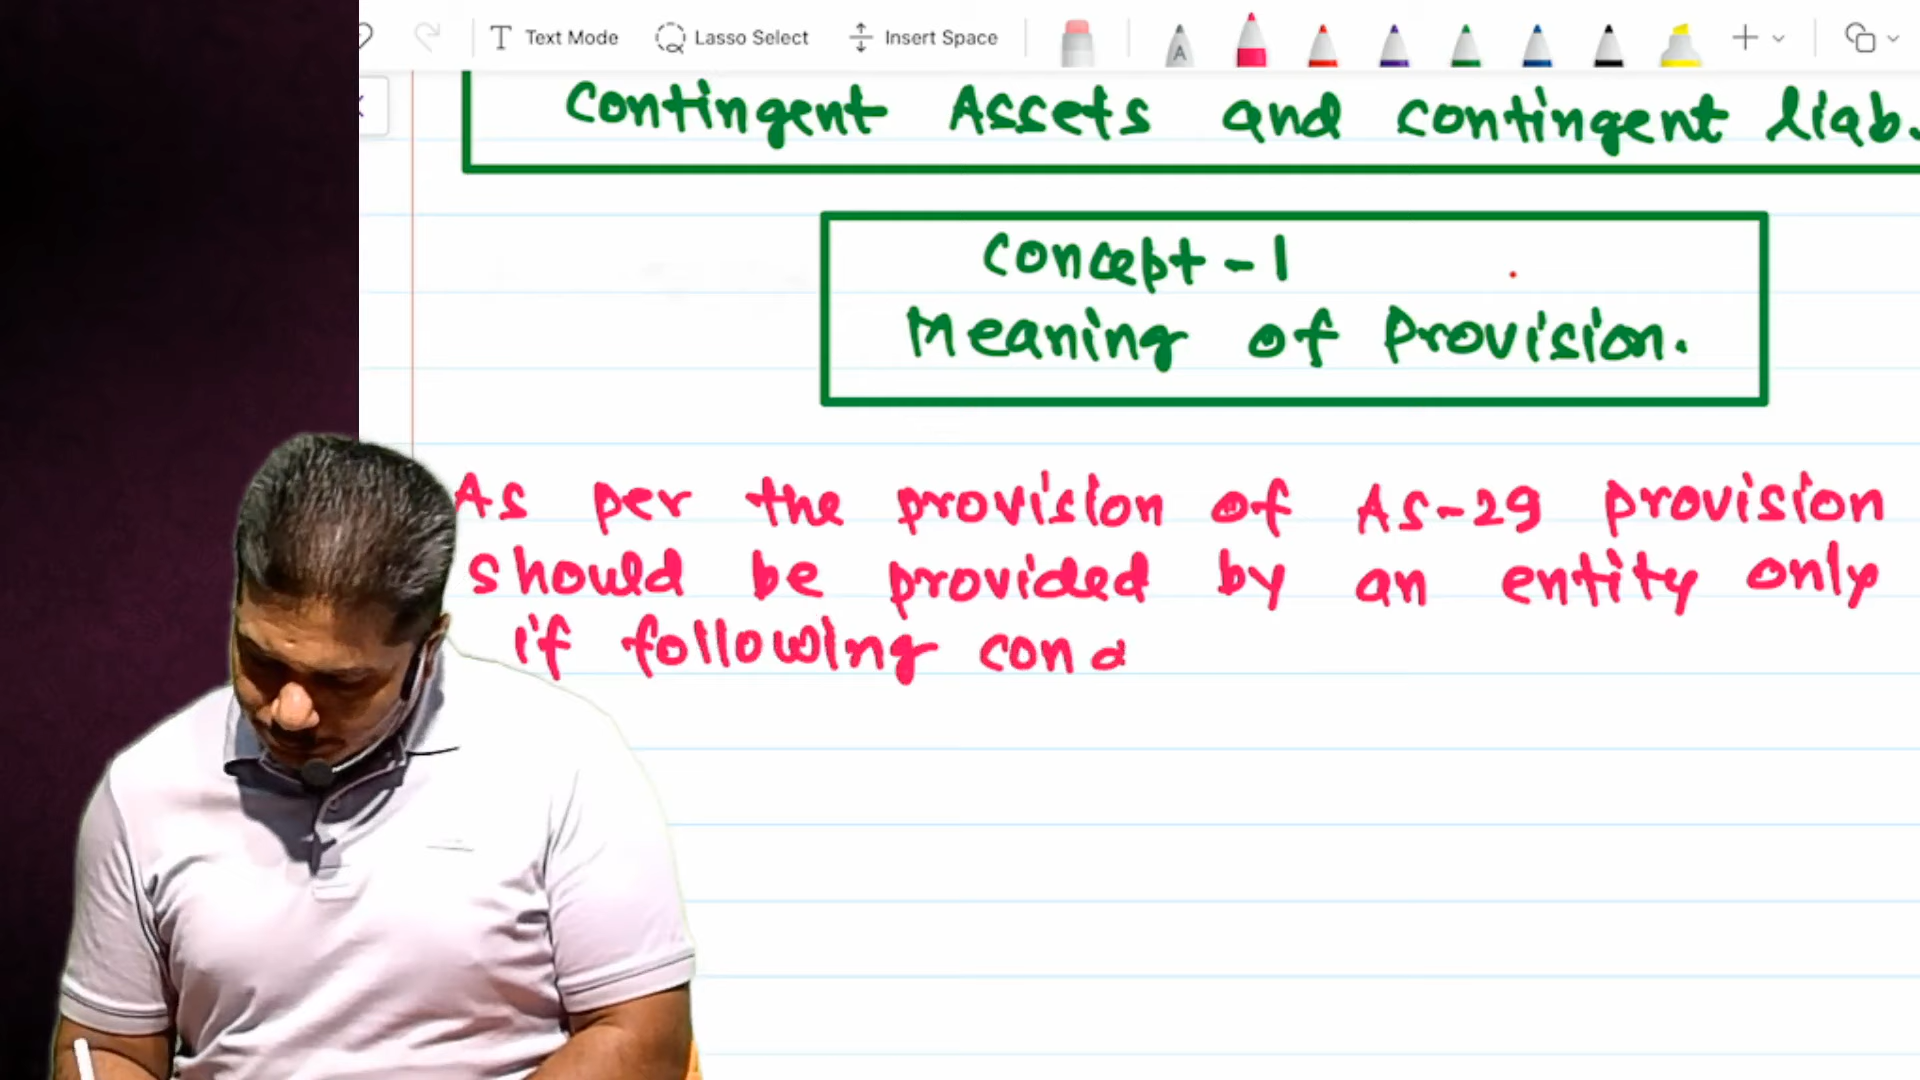 Text Mode Lasso Select Insert Space
A
Contingent Assets and contingent liab.
Concept - 1
Meaning of Provision.
As per the provision of AS-29 provision
should be provided by an entity only
if following cond